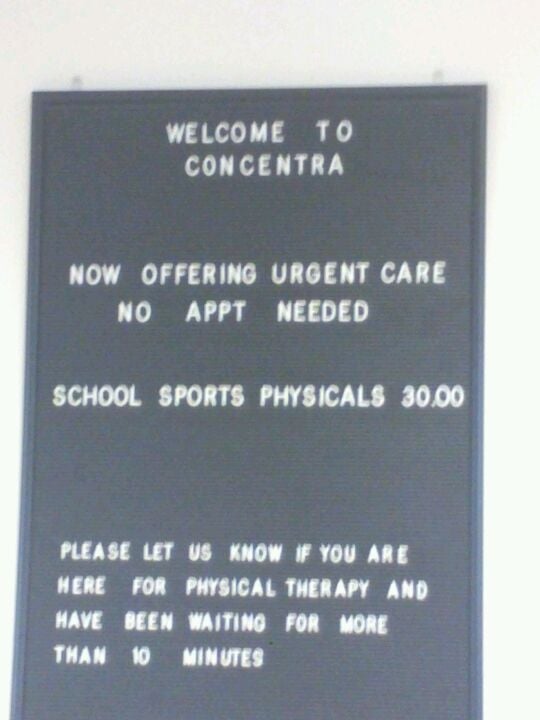 WELCOME TO
CONCENTRA
NOW OFFERING URGENT CARE
NO APPT NEEDED
SCHOOL SPORTS PHYSICALS 30.00
PLEASE LET US KNOW IF YOU ARE
HERE FOR PHYSICAL THERAPY AND
HAVE BEEN WAITING FOR MORE
THAN 10 MINUTES